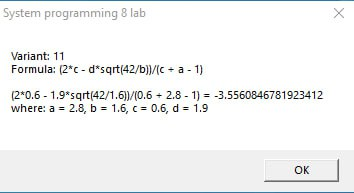 System programming 8 lab
Variant: 11
Formula: (2*c - d*sqrt(42/b))/(c + a - 1)
(2*0.6 - 1.9*sqrt(42/1.6))/(0.6 + 2.8 - 1) = -3.5560846781923412
where: a = 2.8, b = 1.6, c = 0.6, d = 1.9
OK